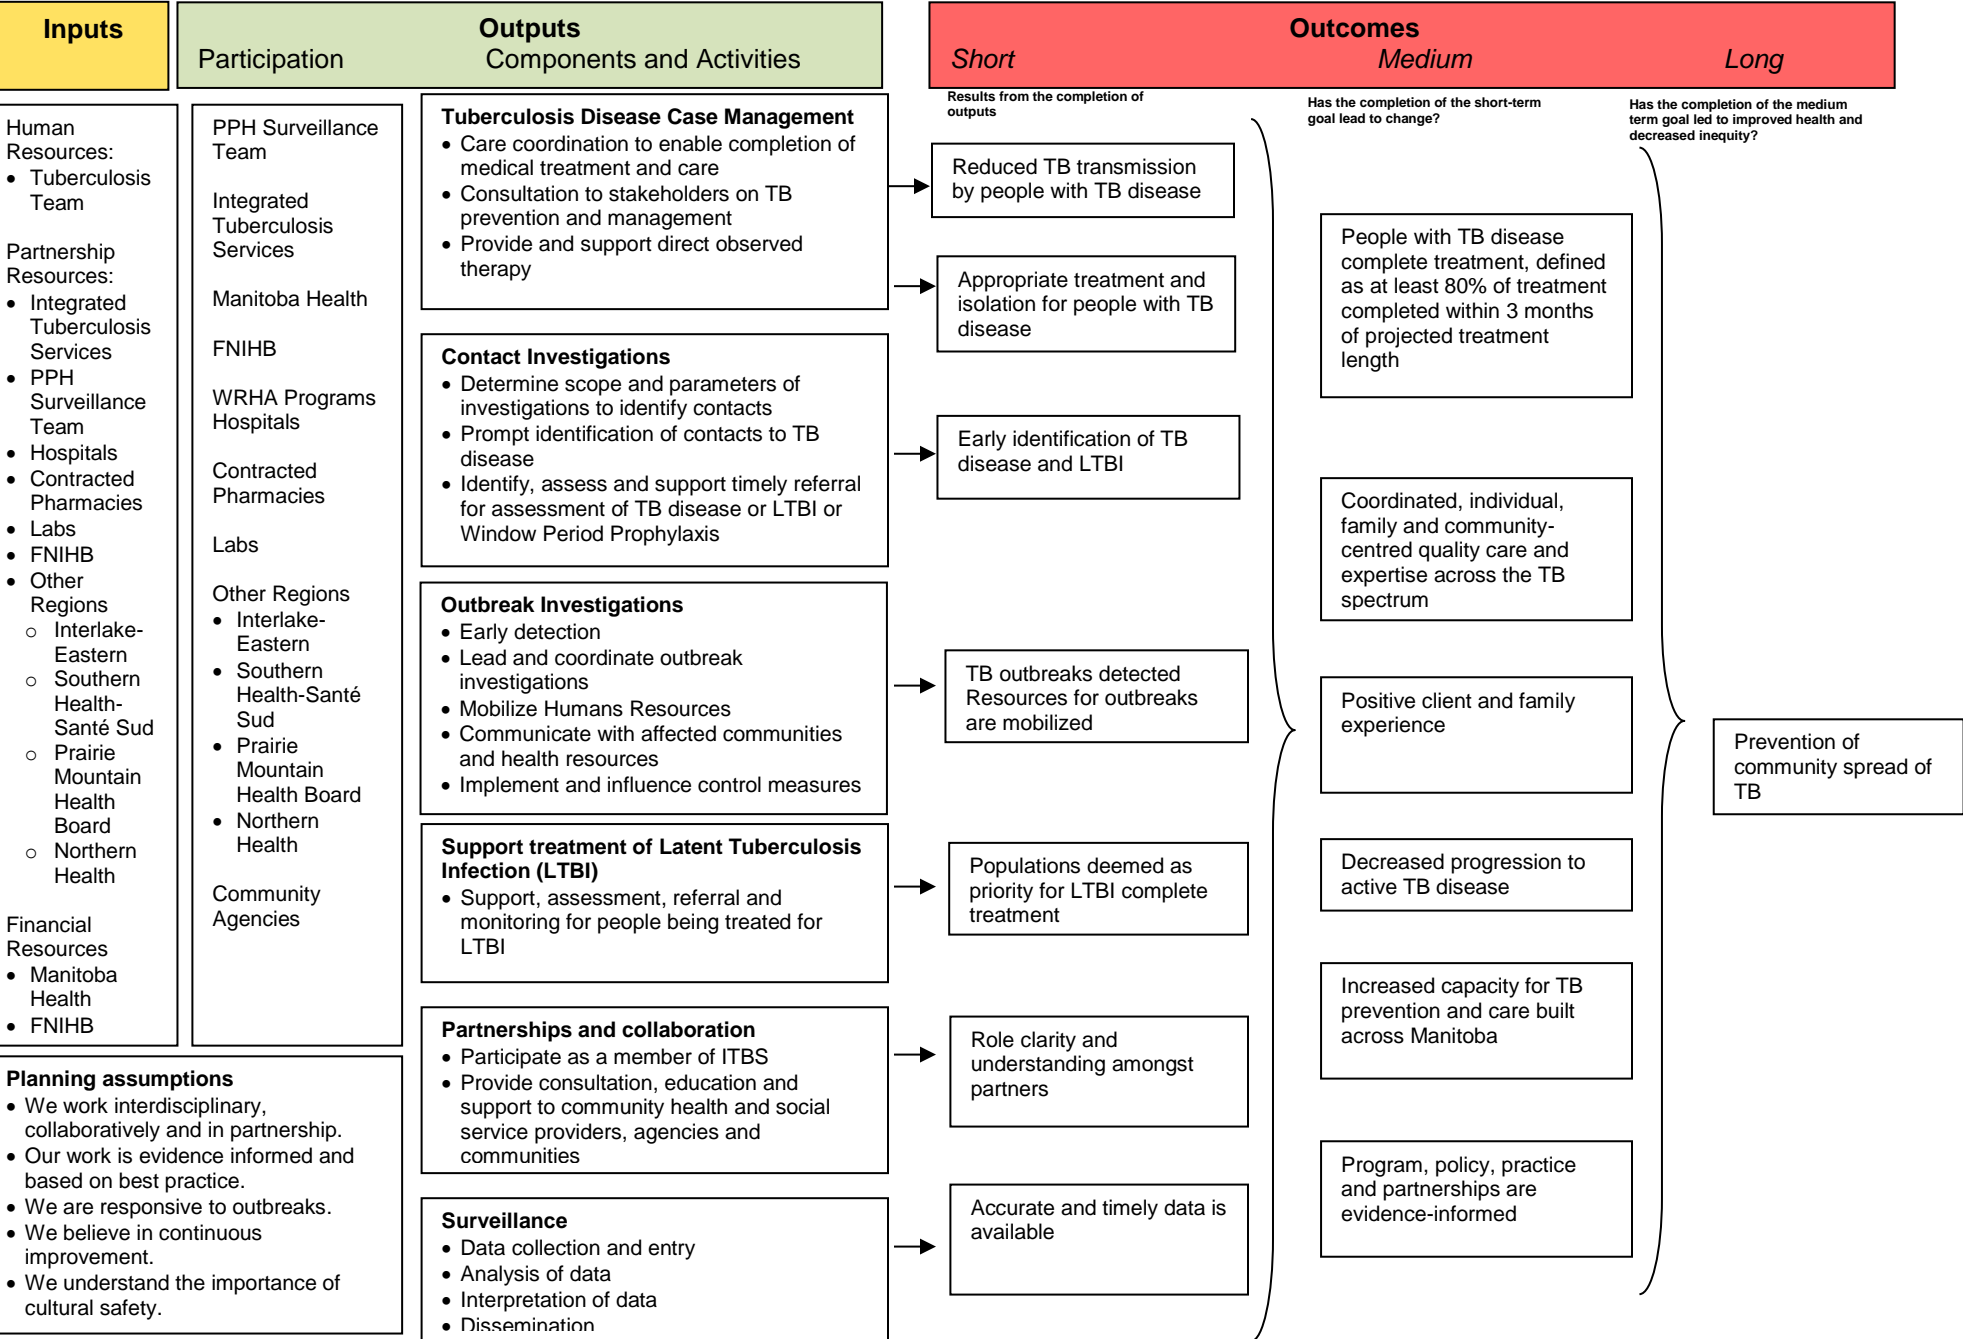 Inputs
Outputs
Participation
Components and Activities
Outcomes
Short
Medium
Long
Human
Resources:
• Tuberculosis
Team
Partnership
Resources:
• Integrated
Tuberculosis
Services
• PPH
Surveillance
Team
• Hospitals
• Contracted
Pharmacies
• Labs
• FNIHB
• Other
Regions
o Interlake-
Eastern
o Southern
Health-
Santé Sud
o Prairie
Mountain
Health
Board
o Northern
Health
Financial
Resources
• Manitoba
Health
• FNIHB
PPH Surveillance
Team
Integrated
Tuberculosis
Services
Manitoba Health
FNIHB
WRHA Programs
Hospitals
Contracted
Pharmacies
Labs
Other Regions
• Interlake-
Eastern
• Southern
Health-Santé
Sud
• Prairie
Mountain
Health Board
• Northern
Health
Community
Agencies
Planning assumptions
• We work interdisciplinary,
collaboratively and in partnership.
• Our work is evidence informed and
based on best practice.
• We are responsive to outbreaks.
• We believe in continuous
improvement.
• We understand the importance of
cultural safety.
Tuberculosis Disease Case Management
• Care coordination to enable completion of
medical treatment and care
• Consultation to stakeholders on TB
prevention and management
• Provide and support direct observed
therapy
Contact Investigations
• Determine scope and parameters of
investigations to identify contacts
• Prompt identification of contacts to TB
disease
• Identify, assess and support timely referral
for assessment of TB disease or LTBI or
Window Period Prophylaxis
Outbreak Investigations
• Early detection
• Lead and coordinate outbreak
investigations
• Mobilize Humans Resources
• Communicate with affected communities
and health resources
• Implement and influence control measures
Support treatment of Latent Tuberculosis
Infection (LTBI)
• Support, assessment, referral and
monitoring for people being treated for
LTBI
Partnerships and collaboration
• Participate as a member of ITBS
• Provide consultation, education and
support to community health and social
service providers, agencies and
communities
Surveillance
• Data collection and entry
• Analysis of data
• Interpretation of data
• Dissemination
Results from the completion of
outputs
Reduced TB transmission
by people with TB disease
Appropriate treatment and
isolation for people with TB
disease
Early identification of TB
disease and LTBI
TB outbreaks detected
Resources for outbreaks
are mobilized
Populations deemed as
priority for LTBI complete
treatment
Role clarity and
understanding amongst
partners
Accurate and timely data is
available
Has the completion of the short-term
goal lead to change?
People with TB disease
complete treatment, defined
as at least 80% of treatment
completed within 3 months
of projected treatment
length
Coordinated, individual,
family and community-
centred quality care and
expertise across the TB
spectrum
Positive client and family
experience
Decreased progression to
active TB disease
Increased capacity for TB
prevention and care built
across Manitoba
Program, policy, practice
and partnerships are
evidence-informed
Has the completion of the medium
term goal led to improved health and
decreased inequity?
Prevention of
community spread of
TB